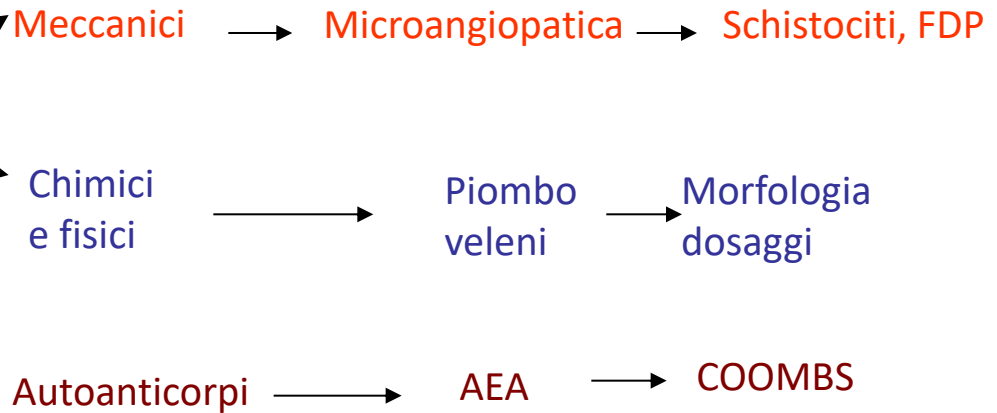 Meccanici Microangiopatica Schistociti, FDP
Chimici
e fisici
Piombo
veleni
Morfologia
dosaggi
Autoanticorpi AEA COOMBS